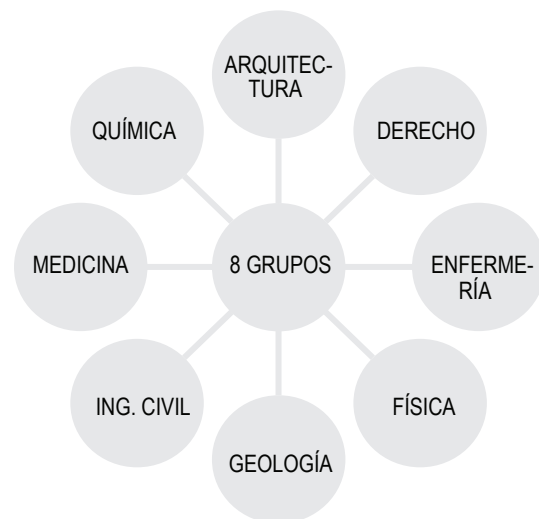 ARQUITEC-
TURA
QUÍMICA
DERECHO
MEDICINA
8 GRUPOS
ENFERME-
RÍA
ING. CIVIL
FÍSICA
GEOLOGÍA